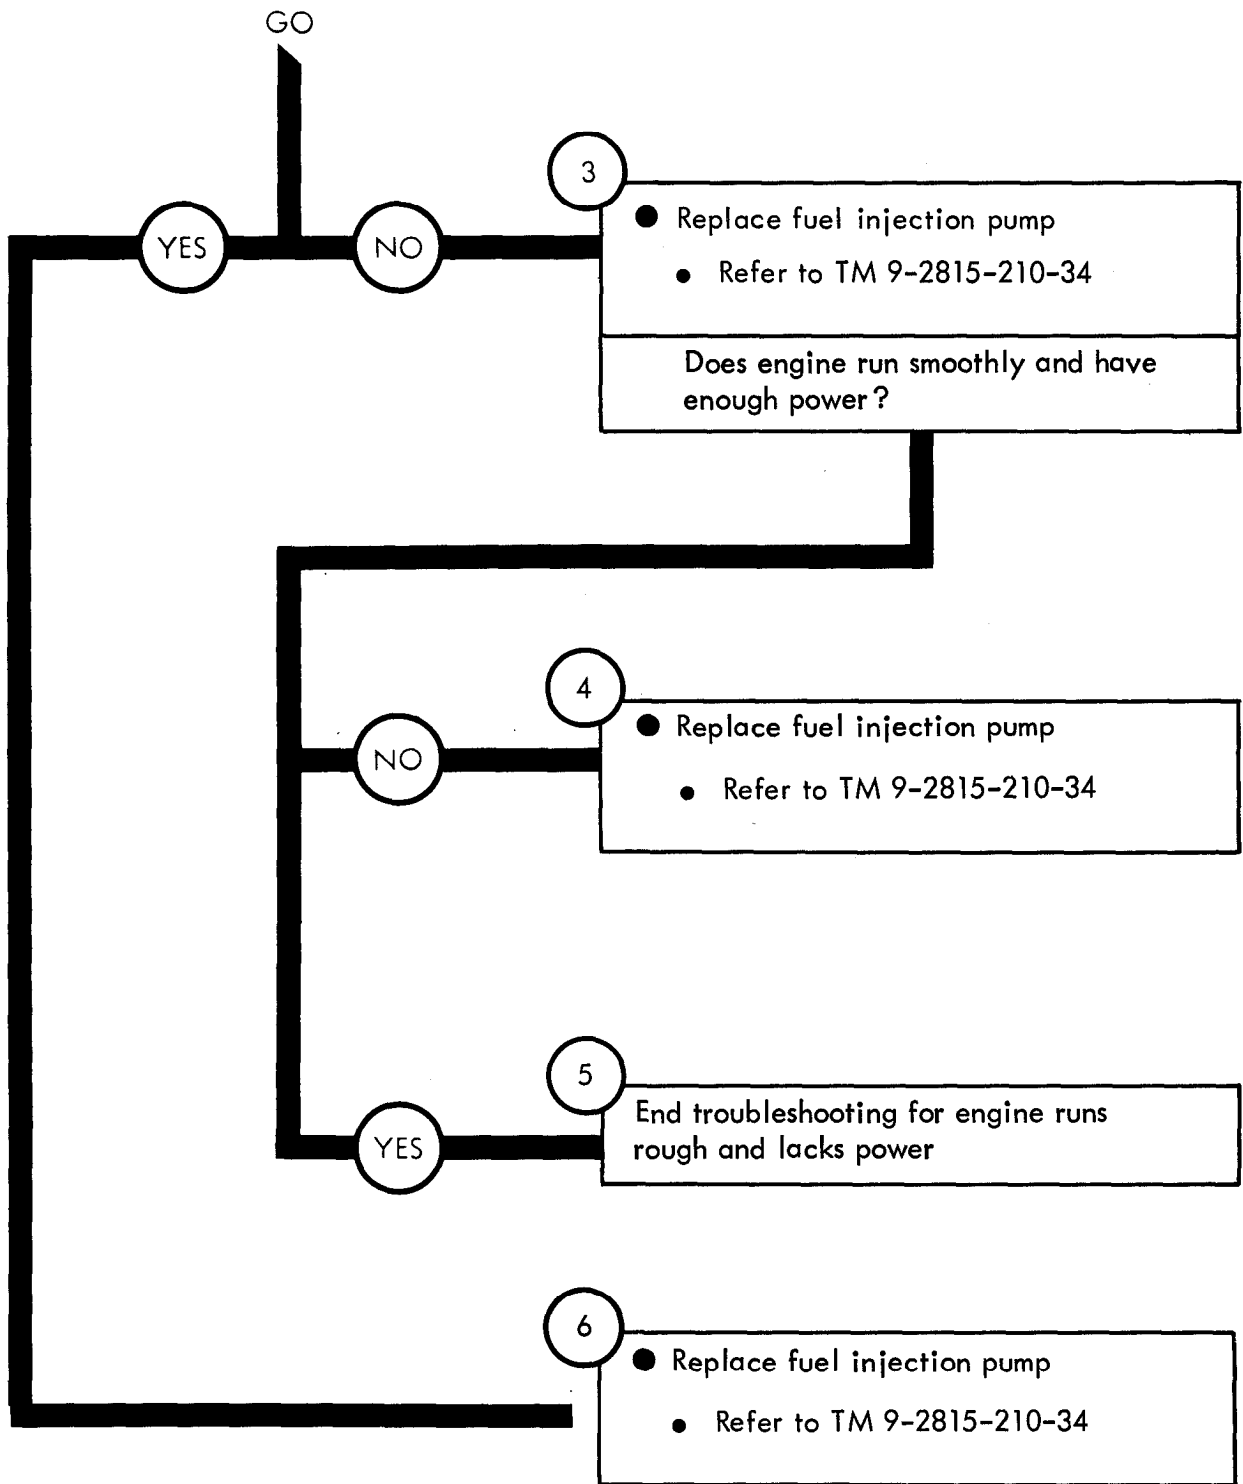 GO
YES
NO
3
● Replace fuel injection pump
● Refer to TM 9-2815-210-34
Does engine run smoothly and have
enough power?
4
NO
● Replace fuel injection pump
● Refer to TM 9-2815-210-34
5
YES
End troubleshooting for engine runs
rough and lacks power
6
● Replace fuel injection pump
● Refer to TM 9-2815-210-34